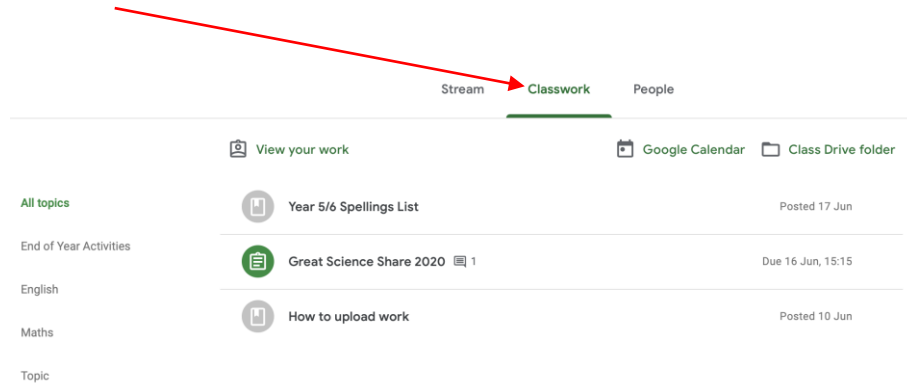 Stream Classwork People
View your work Google Calendar Class Drive folder
All topics
Year 5/6 Spellings List Posted 17 Jun
End of Year Activities
Great Science Share 2020 1 Due 16 Jun, 15:15
English
How to upload work Posted 10 Jun
Maths
Topic